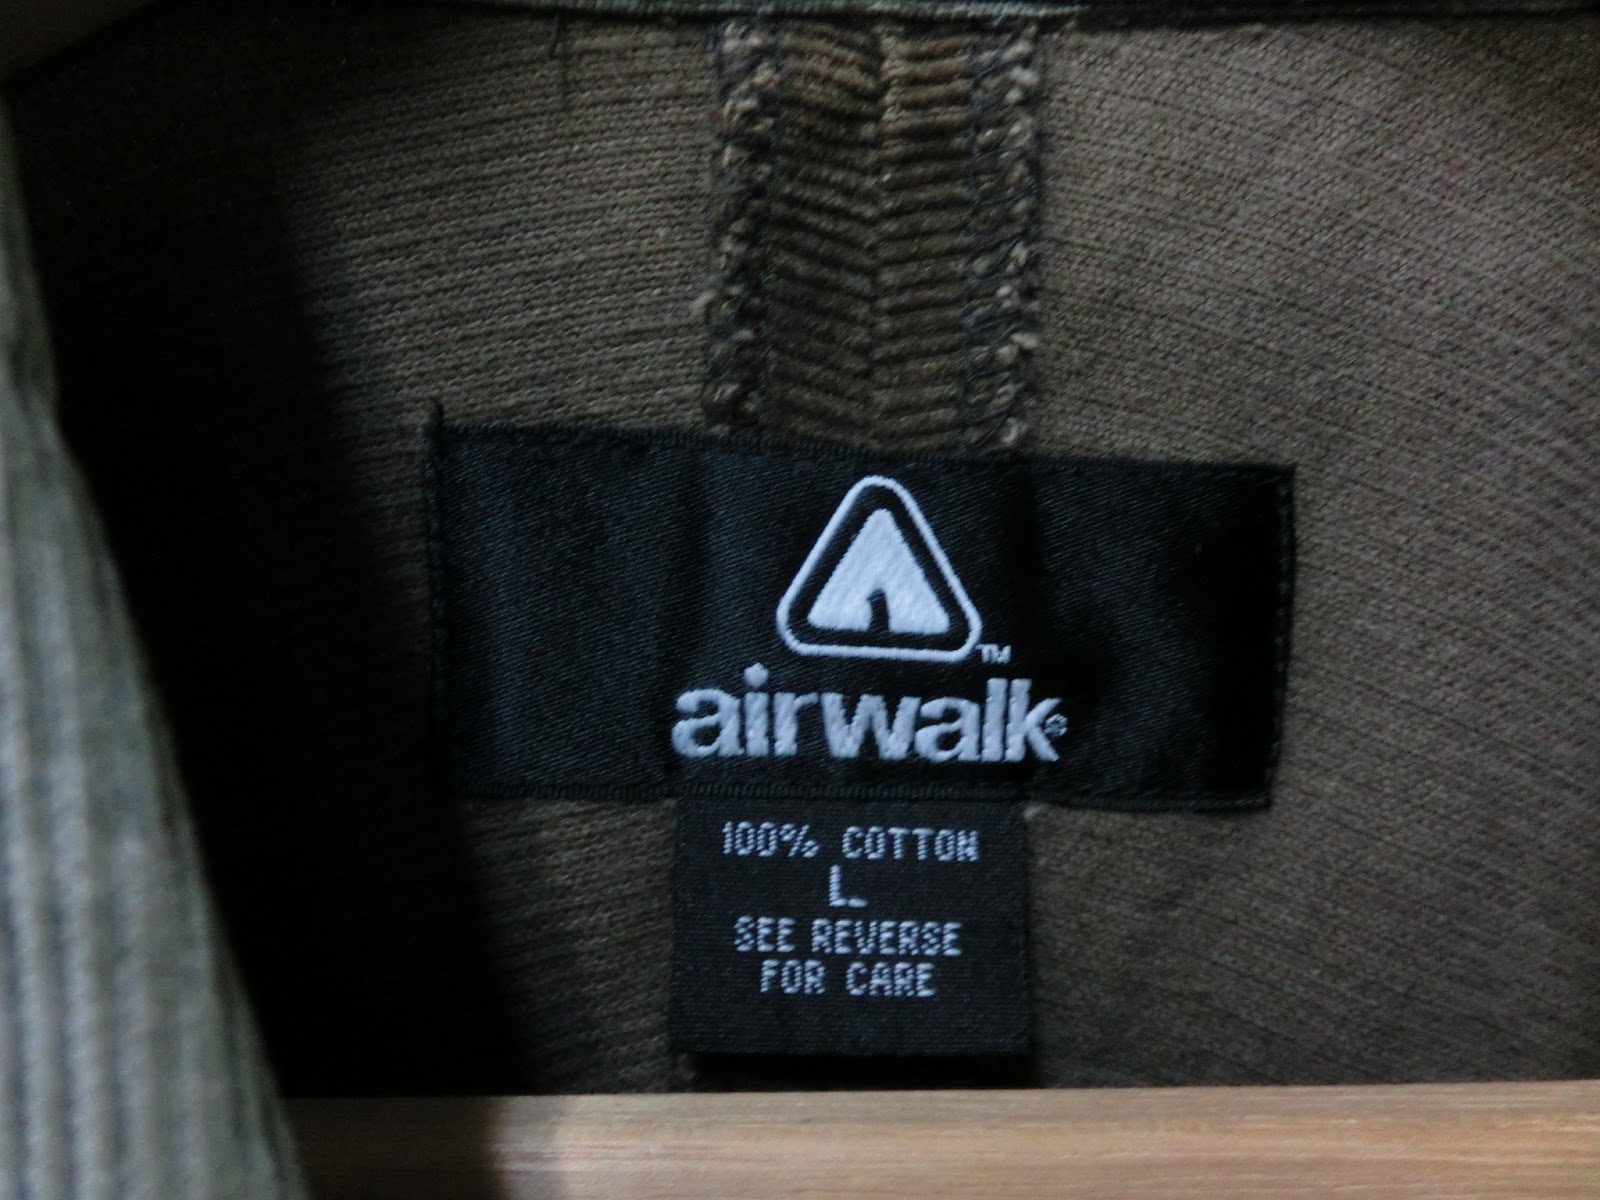 TM
airwalk®
100% COTTON
L
SEE REVERSE
FOR CARE